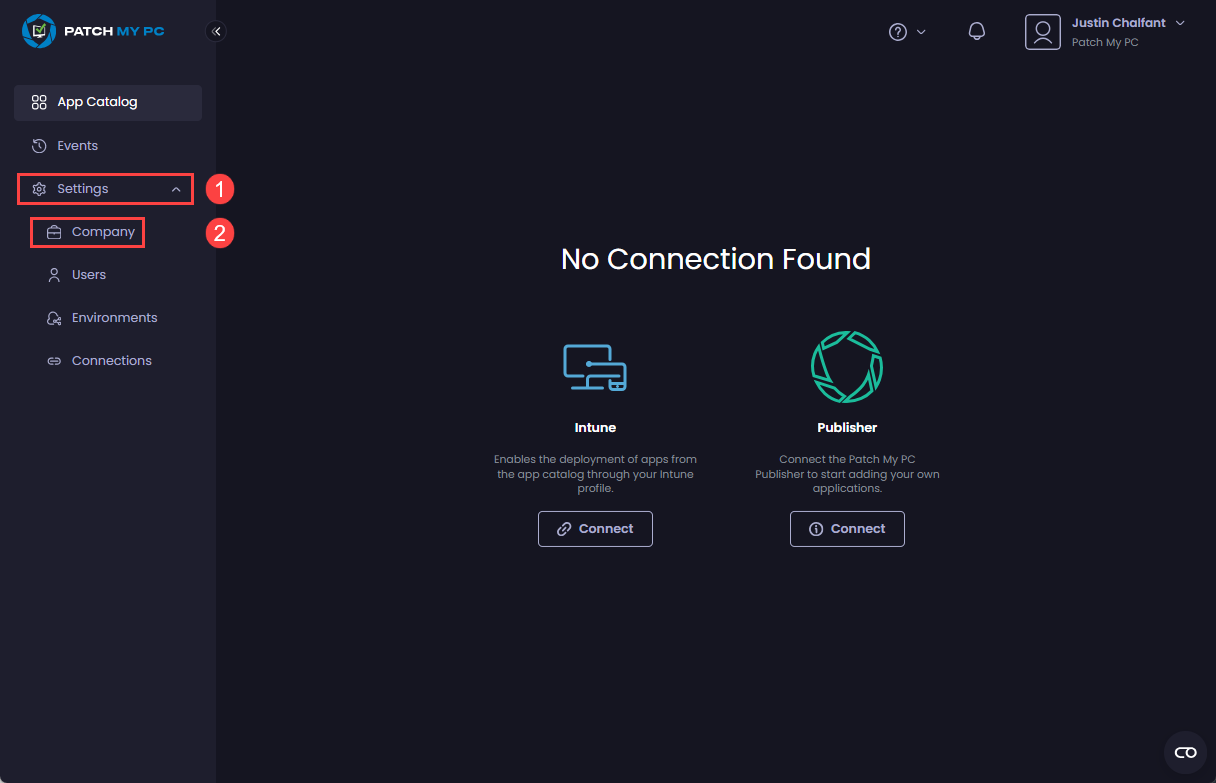 PATCH MY PC
Justin Chalfant
Patch My PC
App Catalog
Events
Settings
1
Company
2
Users
Environments
Connections
No Connection Found
Intune
Enables the deployment of apps from
the app catalog through your Intune
profile.
Connect
Publisher
Connect the Patch My PC
Publisher to start adding your own
applications.
Connect